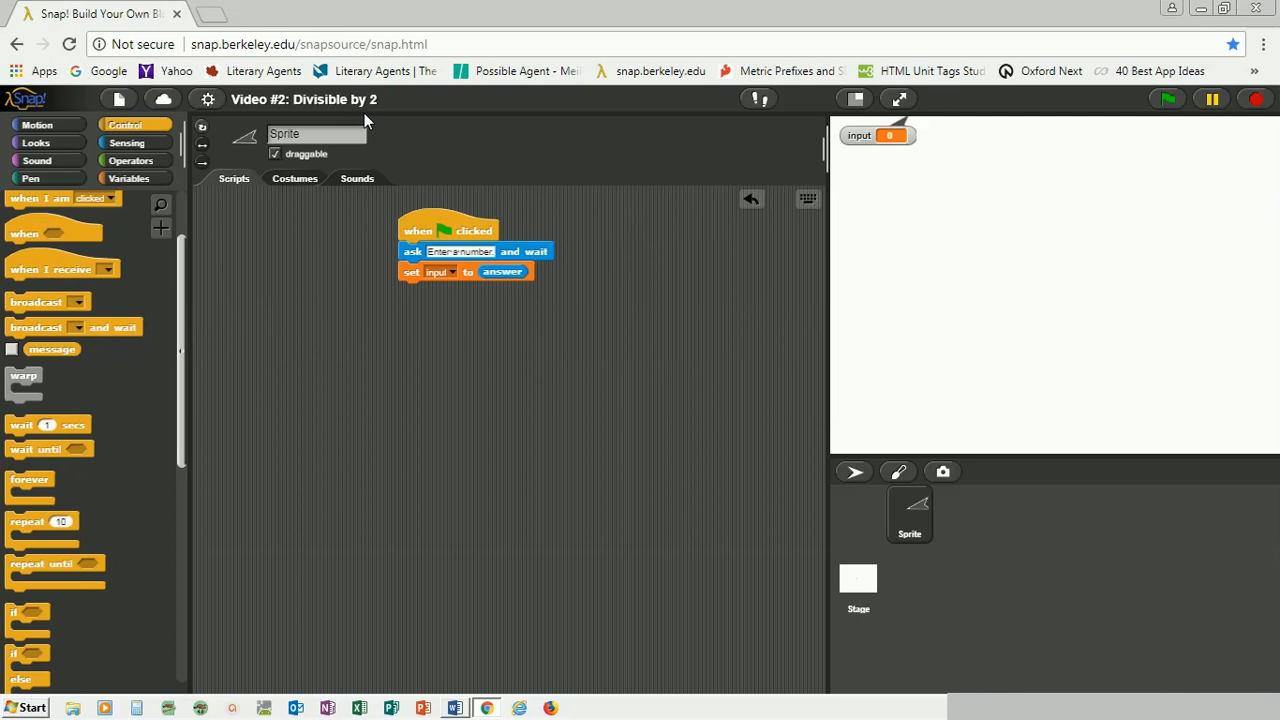 Snap! Build Your Own Bl
Not secure snap.berkeley.edu/snapsource/snap.html
Apps Google Yahoo Literary Agents Literary Agents | The Possible Agent - Mei snap.berkeley.edu Metric Prefixes and S HTML Unit Tags Stud Oxford Next 40 Best App Ideas »
Snap! Video #2: Divisible by 2
Motion Control
Looks Sensing
Sound Operators
Pen Variables
Sprite
draggable
Scripts Costumes Sounds
when I am clicked
when
when I receive
broadcast
broadcast and wait
message
warp
wait 1 secs
wait until
forever
repeat 10
repeat until
if
if
else
when clicked
ask Enter a number. and wait
set input to answer
input 0
Sprite
Stage
Start